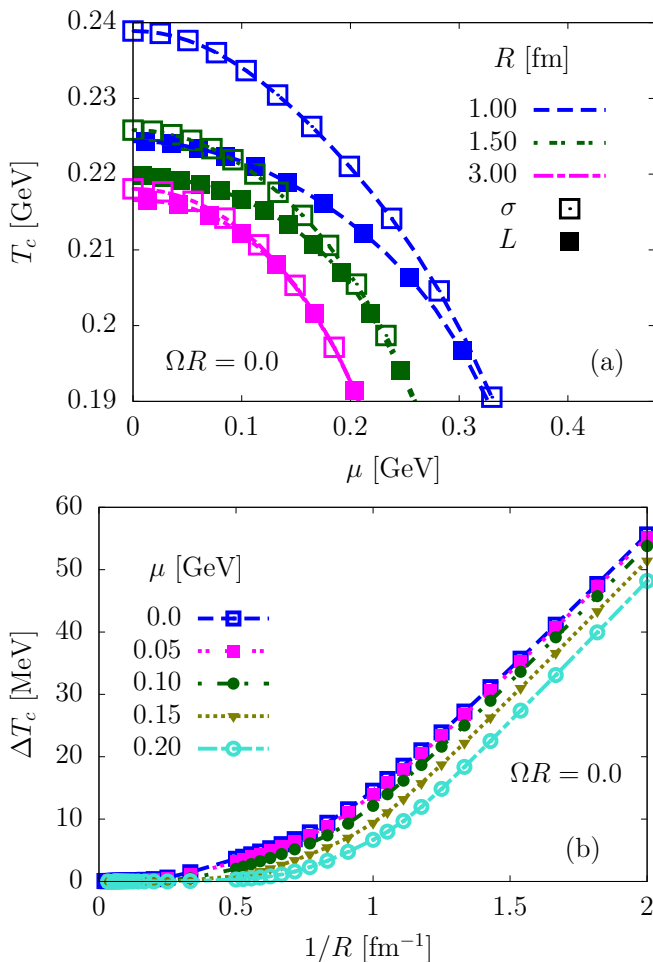 (a)
0.24
0.23
0.22
0.21
0.2
0.19
T_c [GeV]
R [fm]
1.00
1.50
3.00
σ
L
ΩR = 0.0
(a)
0
0.1
0.2
0.3
0.4
μ [GeV]
60
50
40
30
20
10
0
ΔT_c [MeV]
μ [GeV]
0.0
0.05
0.10
0.15
0.20
ΩR = 0.0
(b)
0
0.5
1
1.5
2
1/R [fm⁻¹]